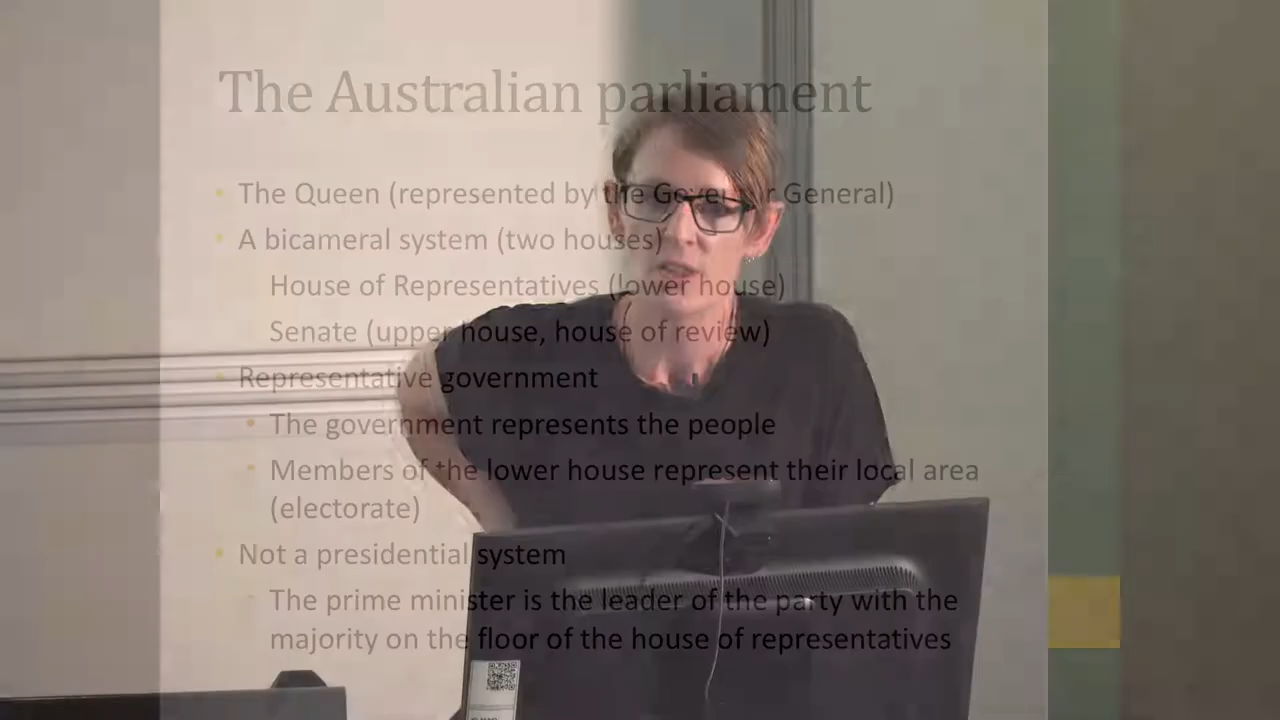 The Australian parliament
• The Queen (represented by the Governor General)
• A bicameral system (two houses)
House of Representatives (lower house)
Senate (upper house, house of review)
• Representative government
• The government represents the people
• Members of the lower house represent their local area
(electorate)
• Not a presidential system
The prime minister is the leader of the party with the
majority on the floor of the house of representatives